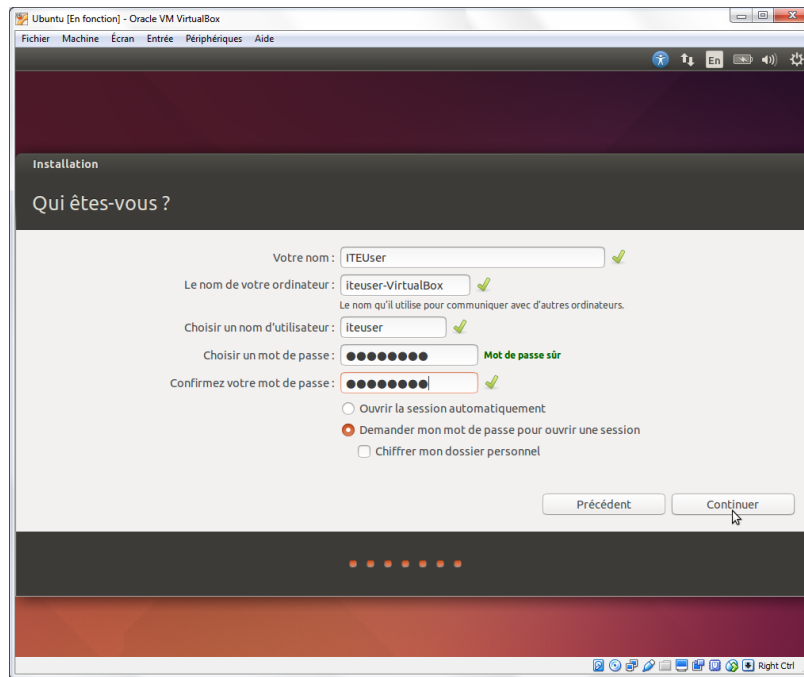 Ubuntu [En fonction] - Oracle VM VirtualBox
Fichier Machine Écran Entrée Périphériques Aide
En
Installation
Qui êtes-vous ?
Votre nom : ITEUser
Le nom de votre ordinateur : iteuser-VirtualBox
Le nom qu'il utilise pour communiquer avec d'autres ordinateurs.
Choisir un nom d'utilisateur : iteuser
Choisir un mot de passe : ●●●●●●●● Mot de passe sûr
Confirmez votre mot de passe : ●●●●●●●●
Ouvrir la session automatiquement
Demander mon mot de passe pour ouvrir une session
Chiffrer mon dossier personnel
Précédent Continuer
Right Ctrl